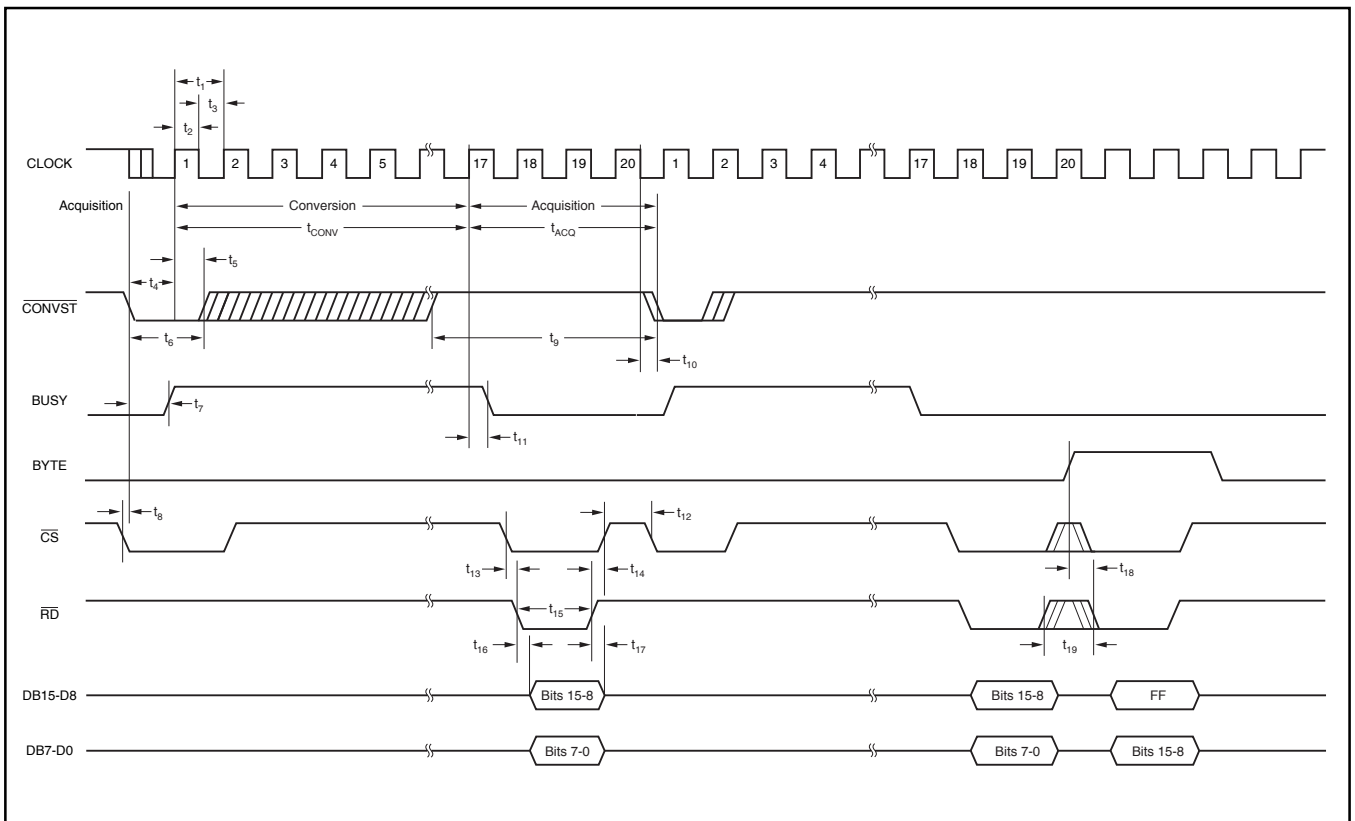 t1
t3
t2
CLOCK 1 2 3 4 5 17 18 19 20 1 2 3 4 17 18 19 20
Acquisition Conversion Acquisition
tCONV tACQ
t4 t5
CONVST
t6 t9
t10
BUSY
t7
t11
BYTE
t8 t12
CS
t13 t14 t18
RD
t15
t16 t17 t19
DB15-D8 Bits 15-8 Bits 15-8 FF
DB7-D0 Bits 7-0 Bits 7-0 Bits 15-8